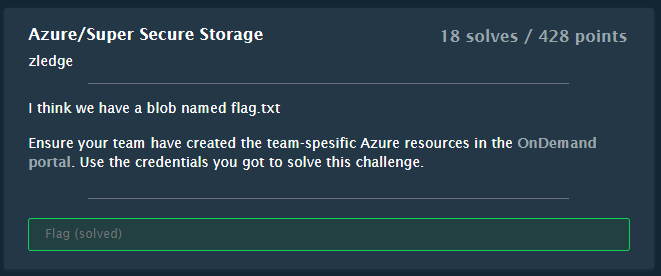 Azure/Super Secure Storage
18 solves / 428 points
zledge
I think we have a blob named flag.txt
Ensure your team have created the team-spesific Azure resources in the OnDemand
portal. Use the credentials you got to solve this challenge.
Flag (solved)